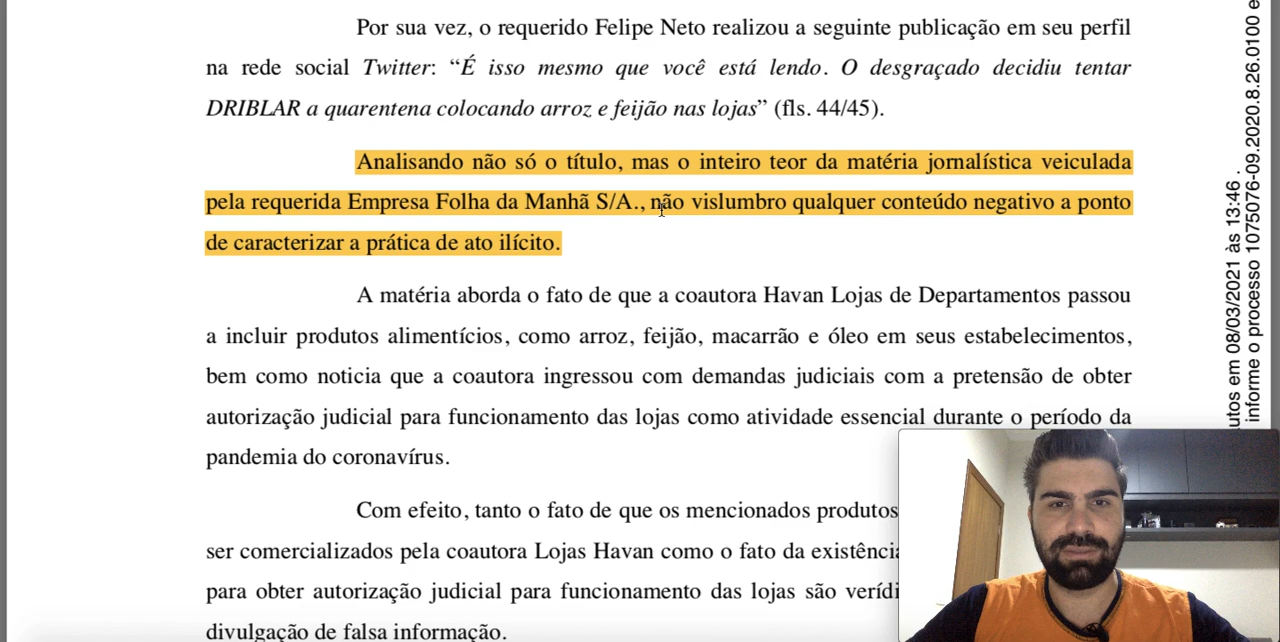 Por sua vez, o requerido Felipe Neto realizou a seguinte publicação em seu perfil
na rede social Twitter: “É isso mesmo que você está lendo. O desgraçado decidiu tentar
DRIBLAR a quarentena colocando arroz e feijão nas lojas” (fls. 44/45).
Analisando não só o título, mas o inteiro teor da matéria jornalística veiculada
pela requerida Empresa Folha da Manhã S/A., não vislumbro qualquer conteúdo negativo a ponto
de caracterizar a prática de ato ilícito.
A matéria aborda o fato de que a coautora Havan Lojas de Departamentos passou
a incluir produtos alimentícios, como arroz, feijão, macarrão e óleo em seus estabelecimentos,
bem como noticia que a coautora ingressou com demandas judiciais com a pretensão de obter
autorização judicial para funcionamento das lojas como atividade essencial durante o período da
pandemia do coronavírus.
Com efeito, tanto o fato de que os mencionados produtos
ser comercializados pela coautora Lojas Havan como o fato da existência
para obter autorização judicial para funcionamento das lojas são verídi
divulgação de falsa informação.
utos em 08/03/2021 às 13:46 .
informe o processo 1075076-09.2020.8.26.0100 e